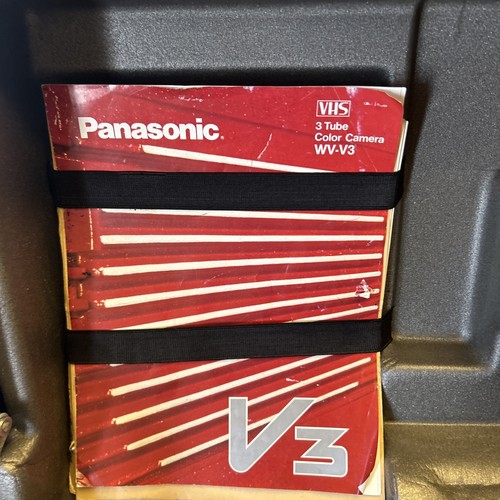 Panasonic®
VHS
3 Tube
Color Camera
WV-V3
V3